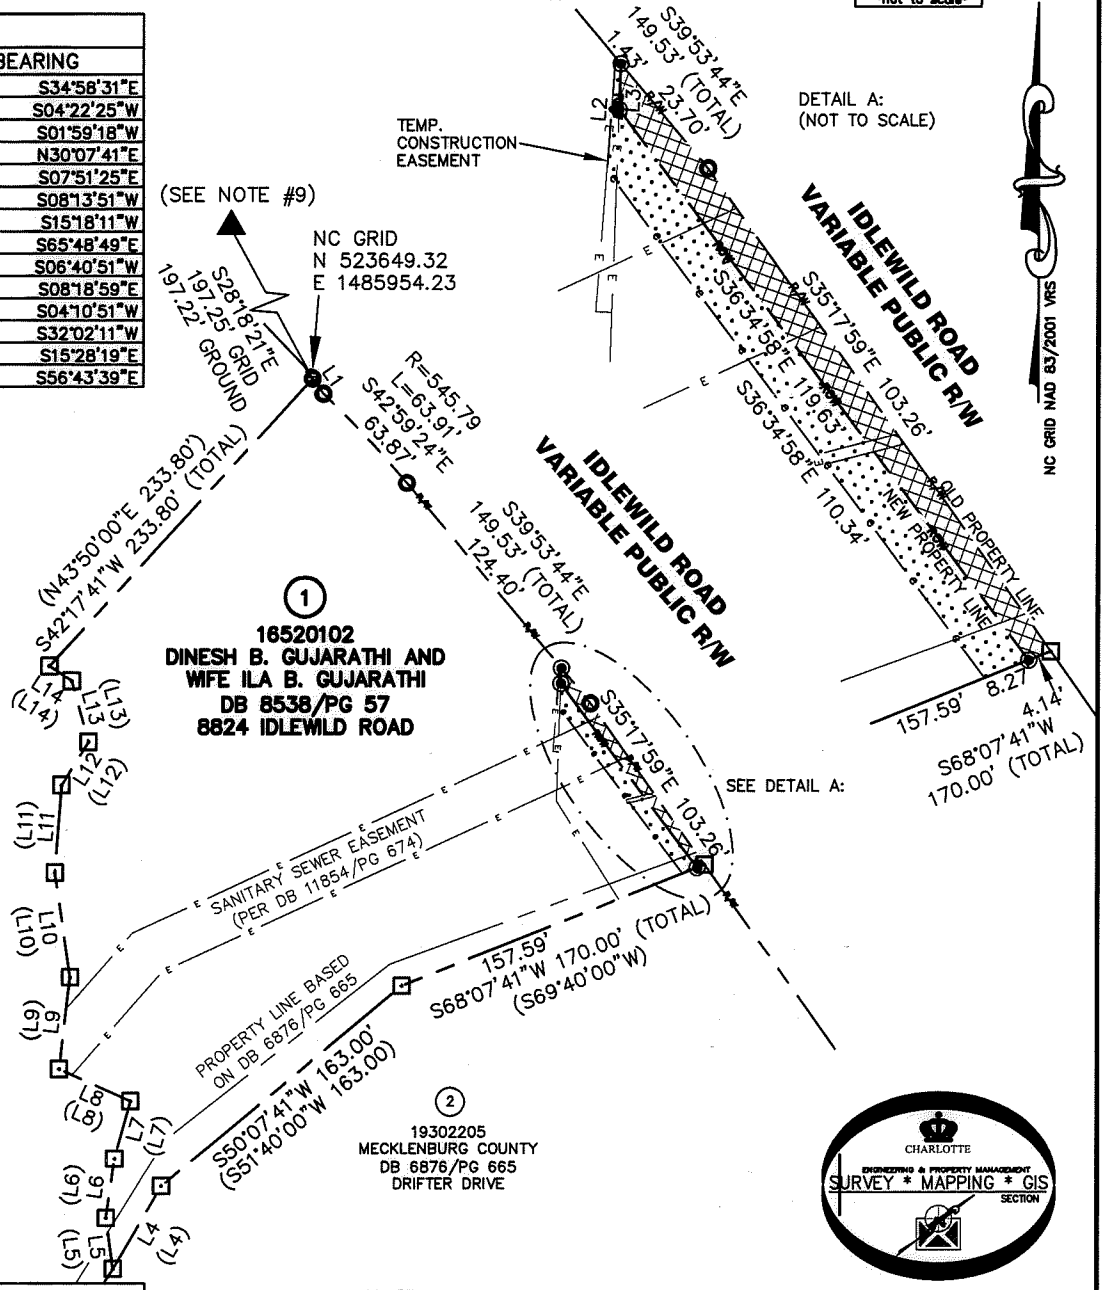 BEARING
S34°58'31"E
S04°22'25"W
S01°59'18"W
N30°07'41"E
S07°51'25"E
S08°13'51"W
S15°18'11"W
S65°48'49"E
S06°40'51"W
S08°18'59"E
S04°10'51"W
S32°02'11"W
S15°28'19"E
S56°43'39"E
(SEE NOTE #9)
NC GRID
N 523649.32
E 1485954.23
S28°18'21"E
197.25' GRID
197.22' GROUND
L1
R=545.79
L=63.91'
S42°59'24"E
63.87'
S39°53'44"E
149.53' (TOTAL)
124.40'
(N43°50'00"E 233.80')
S42°17'41"W 233.80' (TOTAL)
1
16520102
DINESH B. GUJARATHI AND
WIFE ILA B. GUJARATHI
DB 8538/PG 57
8824 IDLEWILD ROAD
IDLEWILD ROAD
VARIABLE PUBLIC R/W
TEMP.
CONSTRUCTION
EASEMENT
S39°53'44"E
149.53' (TOTAL)
1.43'
23.70'
L2
L3
R/W
DETAIL A:
(NOT TO SCALE)
IDLEWILD ROAD
VARIABLE PUBLIC R/W
S35°17'59"E 103.26'
S36°34'58"E 119.63'
S36°34'58"E 110.34'
OLD PROPERTY LINE
NEW PROPERTY LINE
157.59'
8.27'
4.14'
S68°07'41"W
170.00' (TOTAL)
NC GRID NAD 83/2001 VRS
S35°17'59"E 103.26'
SEE DETAIL A:
SANITARY SEWER EASEMENT
(PER DB 11854/PG 674)
PROPERTY LINE BASED
ON DB 6876/PG 665
157.59'
S68°07'41"W 170.00' (TOTAL)
(S69°40'00"W)
S50°07'41"W 163.00'
(S51°40'00"W 163.00)
2
19302205
MECKLENBURG COUNTY
DB 6876/PG 665
DRIFTER DRIVE
L14
(L14)
L13
(L13)
L12
(L12)
L11
(L11)
L10
(L10)
L9
(L9)
L8
(L8)
L7
(L7)
L6
(L6)
L5
(L5)
L4
(L4)
CHARLOTTE
ENGINEERING & PROPERTY MANAGEMENT
SURVEY * MAPPING * GIS
SECTION